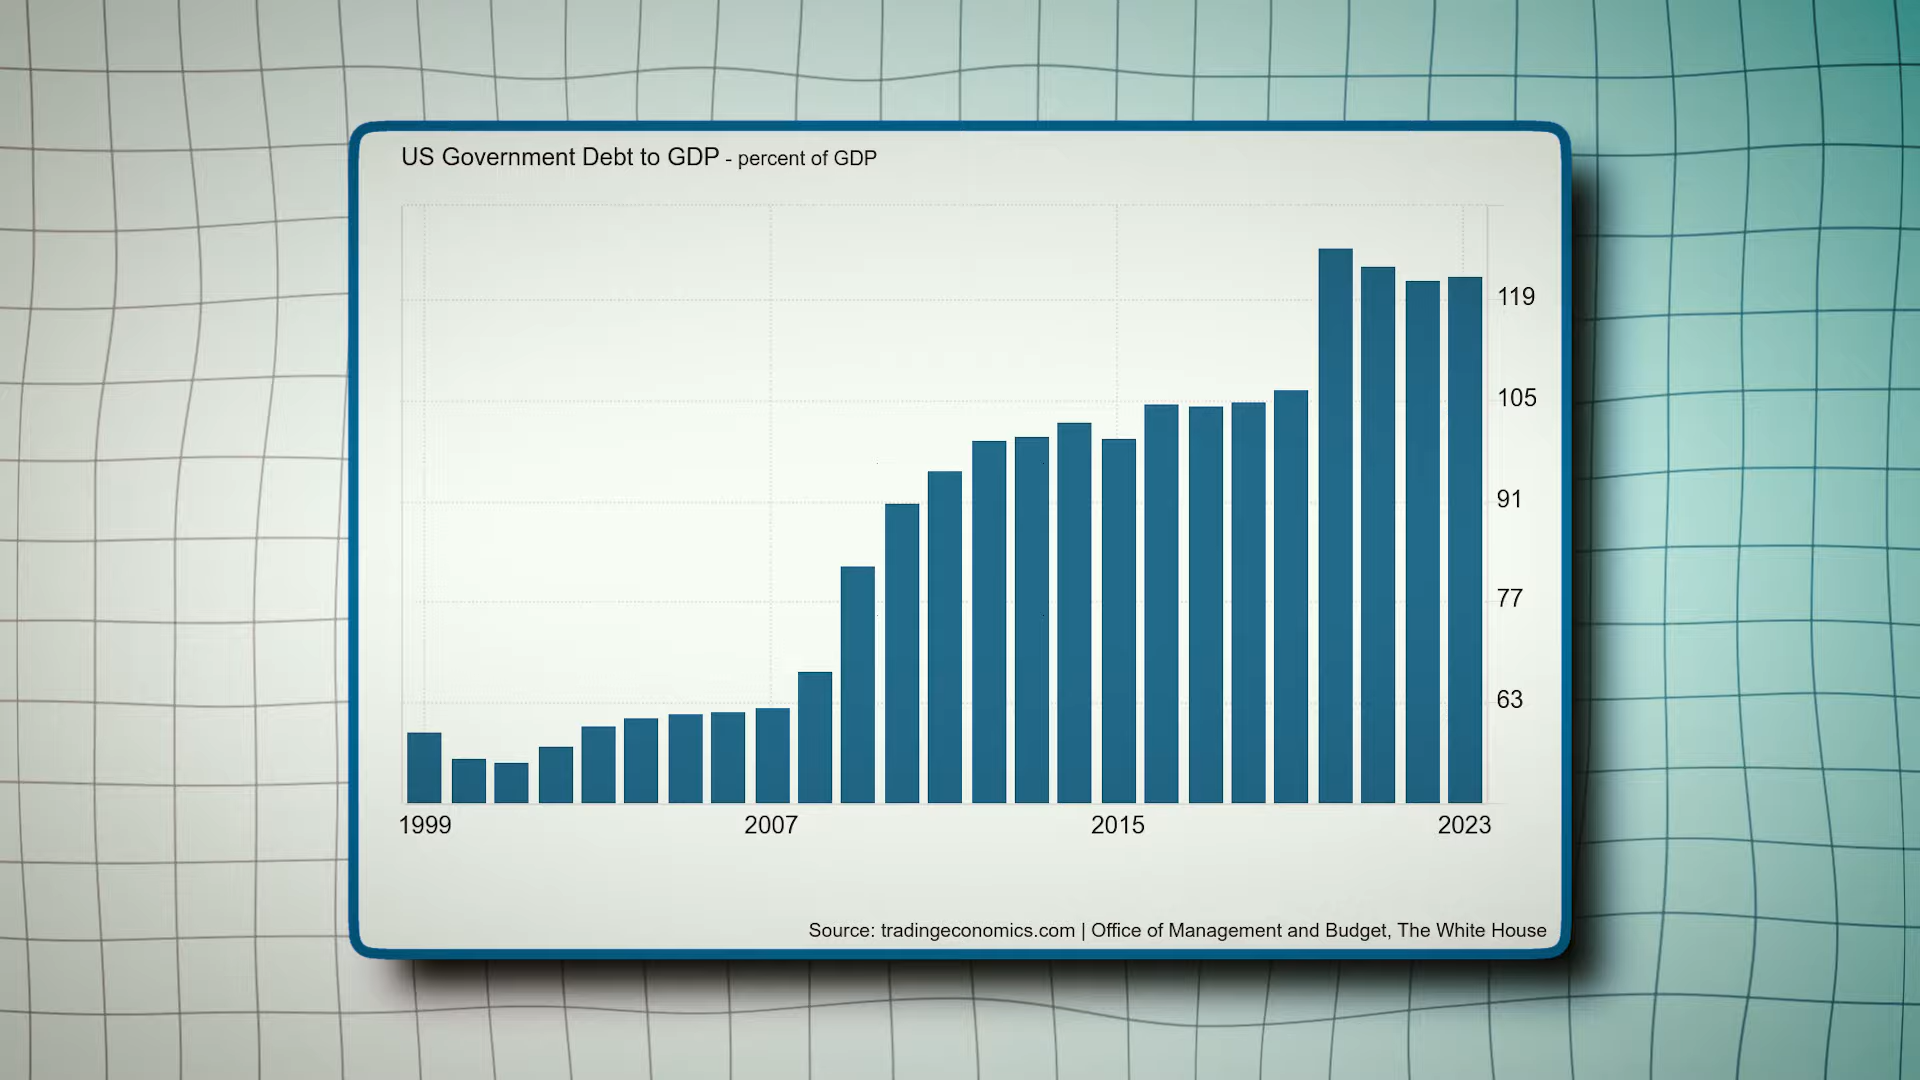 US Government Debt to GDP - percent of GDP
119
105
91
77
63
1999 2007 2015 2023
Source: tradingeconomics.com | Office of Management and Budget, The White House